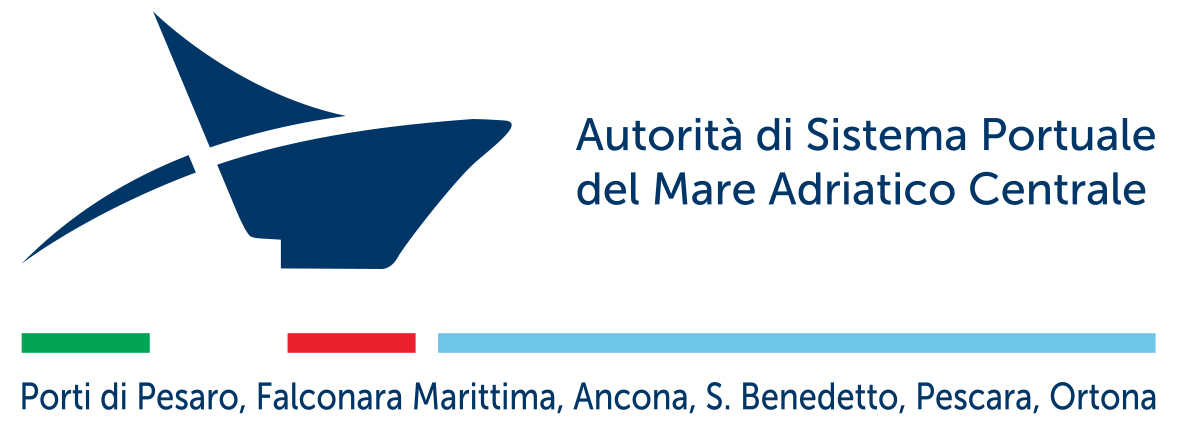 Autorità di Sistema Portuale
del Mare Adriatico Centrale
Porti di Pesaro, Falconara Marittima, Ancona, S. Benedetto, Pescara, Ortona